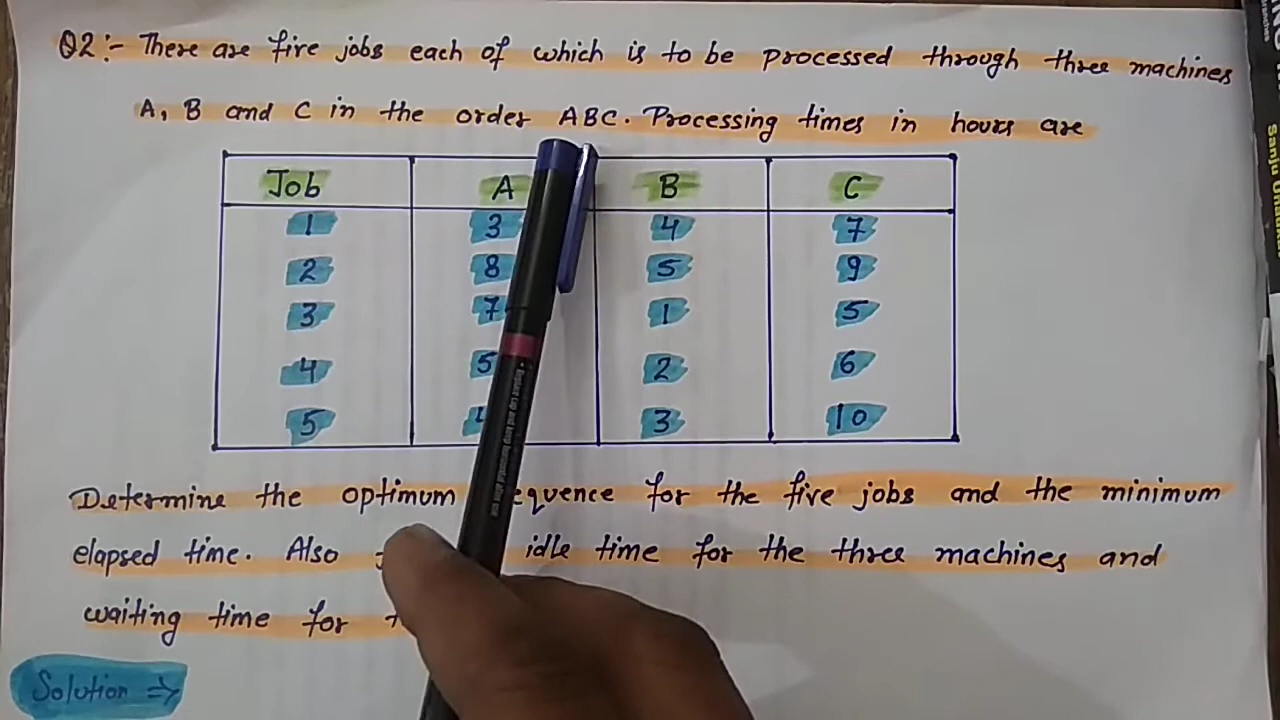 Q2:- There are five jobs each of which is to be processed through three machines
A, B and C in the order ABC. Processing times in hours are
Job A B C
1 3 4 7
2 8 5 9
3 7 1 5
4 5 2 6
5 3 10
Determine the optimum equence for the five jobs and the minimum
elapsed time. Also idle time for the three machines and
waiting time for
Solution ⇒